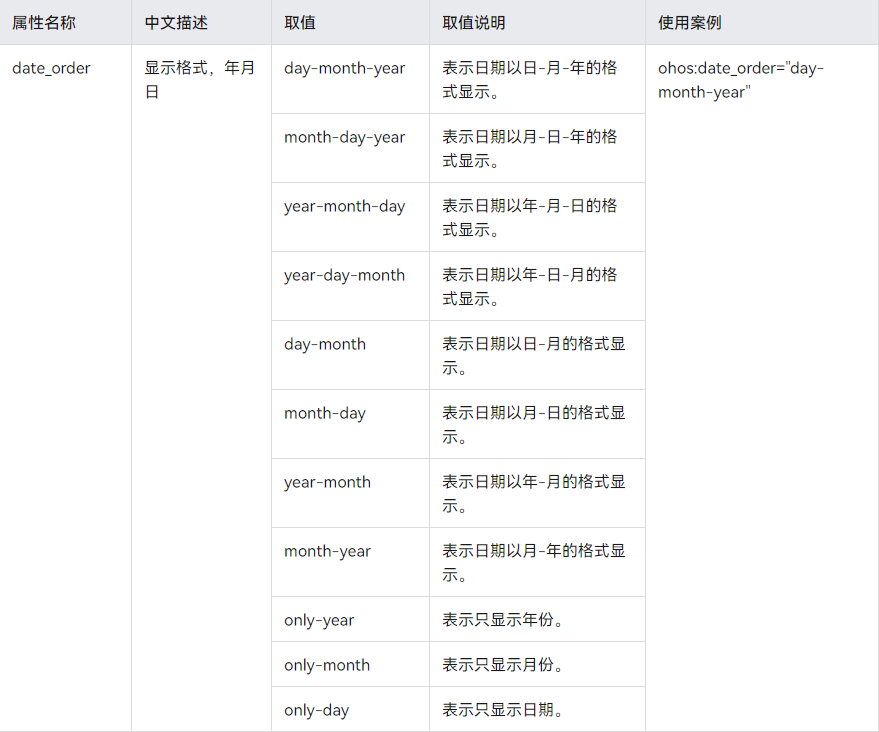 属性名称 中文描述 取值 取值说明 使用案例
date_order 显示格式，年月 day-month-year 表示日期以日-月-年的格 ohos:date_order="day-
日 式显示。 month-year"
month-day-year 表示日期以月-日-年的格
式显示。
year-month-day 表示日期以年-月-日的格
式显示。
year-day-month 表示日期以年-日-月的格
式显示。
day-month 表示日期以日-月的格式显
示。
month-day 表示日期以月-日的格式显
示。
year-month 表示日期以年-月的格式显
示。
month-year 表示日期以月-年的格式显
示。
only-year 表示只显示年份。
only-month 表示只显示月份。
only-day 表示只显示日期。